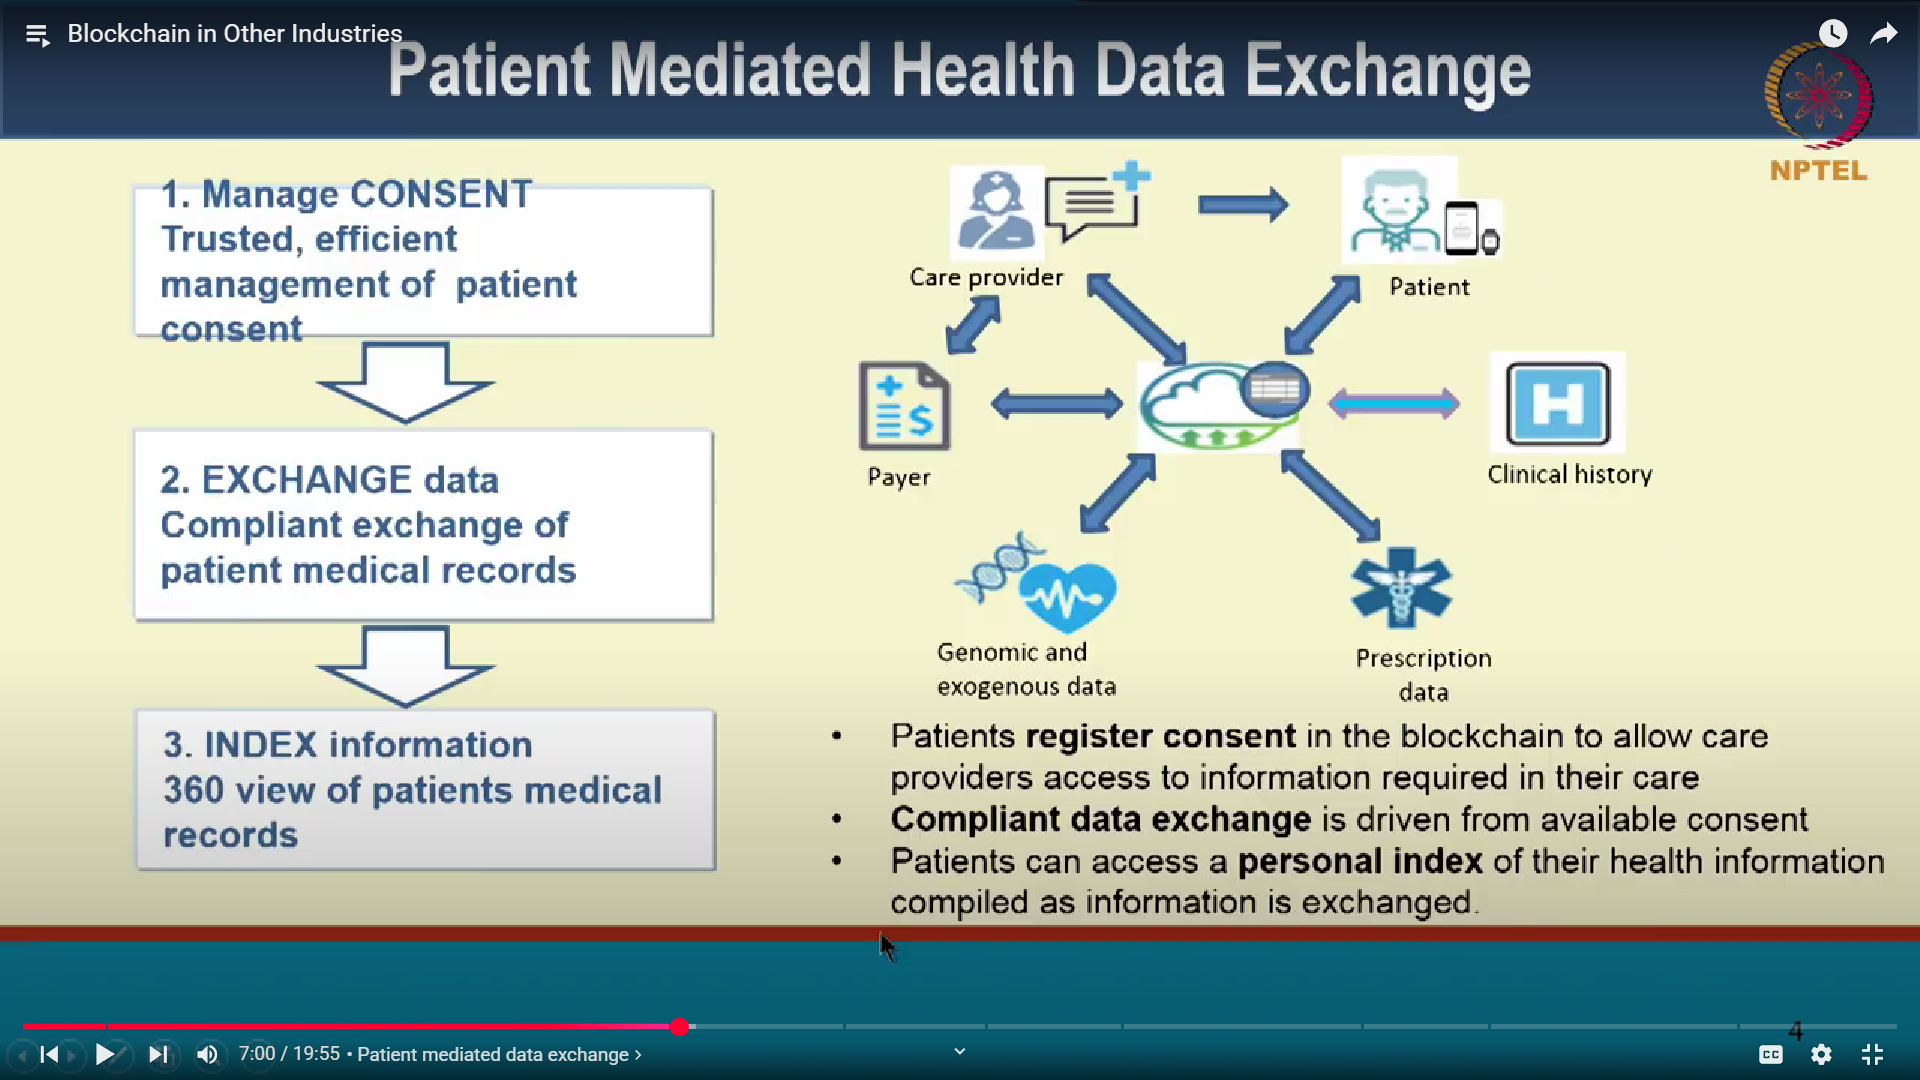 Blockchain in Other Industries
Patient Mediated Health Data Exchange
NPTEL
1. Manage CONSENT
Trusted, efficient
management of patient
consent
2. EXCHANGE data
Compliant exchange of
patient medical records
3. INDEX information
360 view of patients medical
records
Care provider
Patient
$
Payer
H
Clinical history
Genomic and
exogenous data
Prescription
data
• Patients register consent in the blockchain to allow care
providers access to information required in their care
• Compliant data exchange is driven from available consent
• Patients can access a personal index of their health information
compiled as information is exchanged.
4
7:00 / 19:55 • Patient mediated data exchange ›
CC